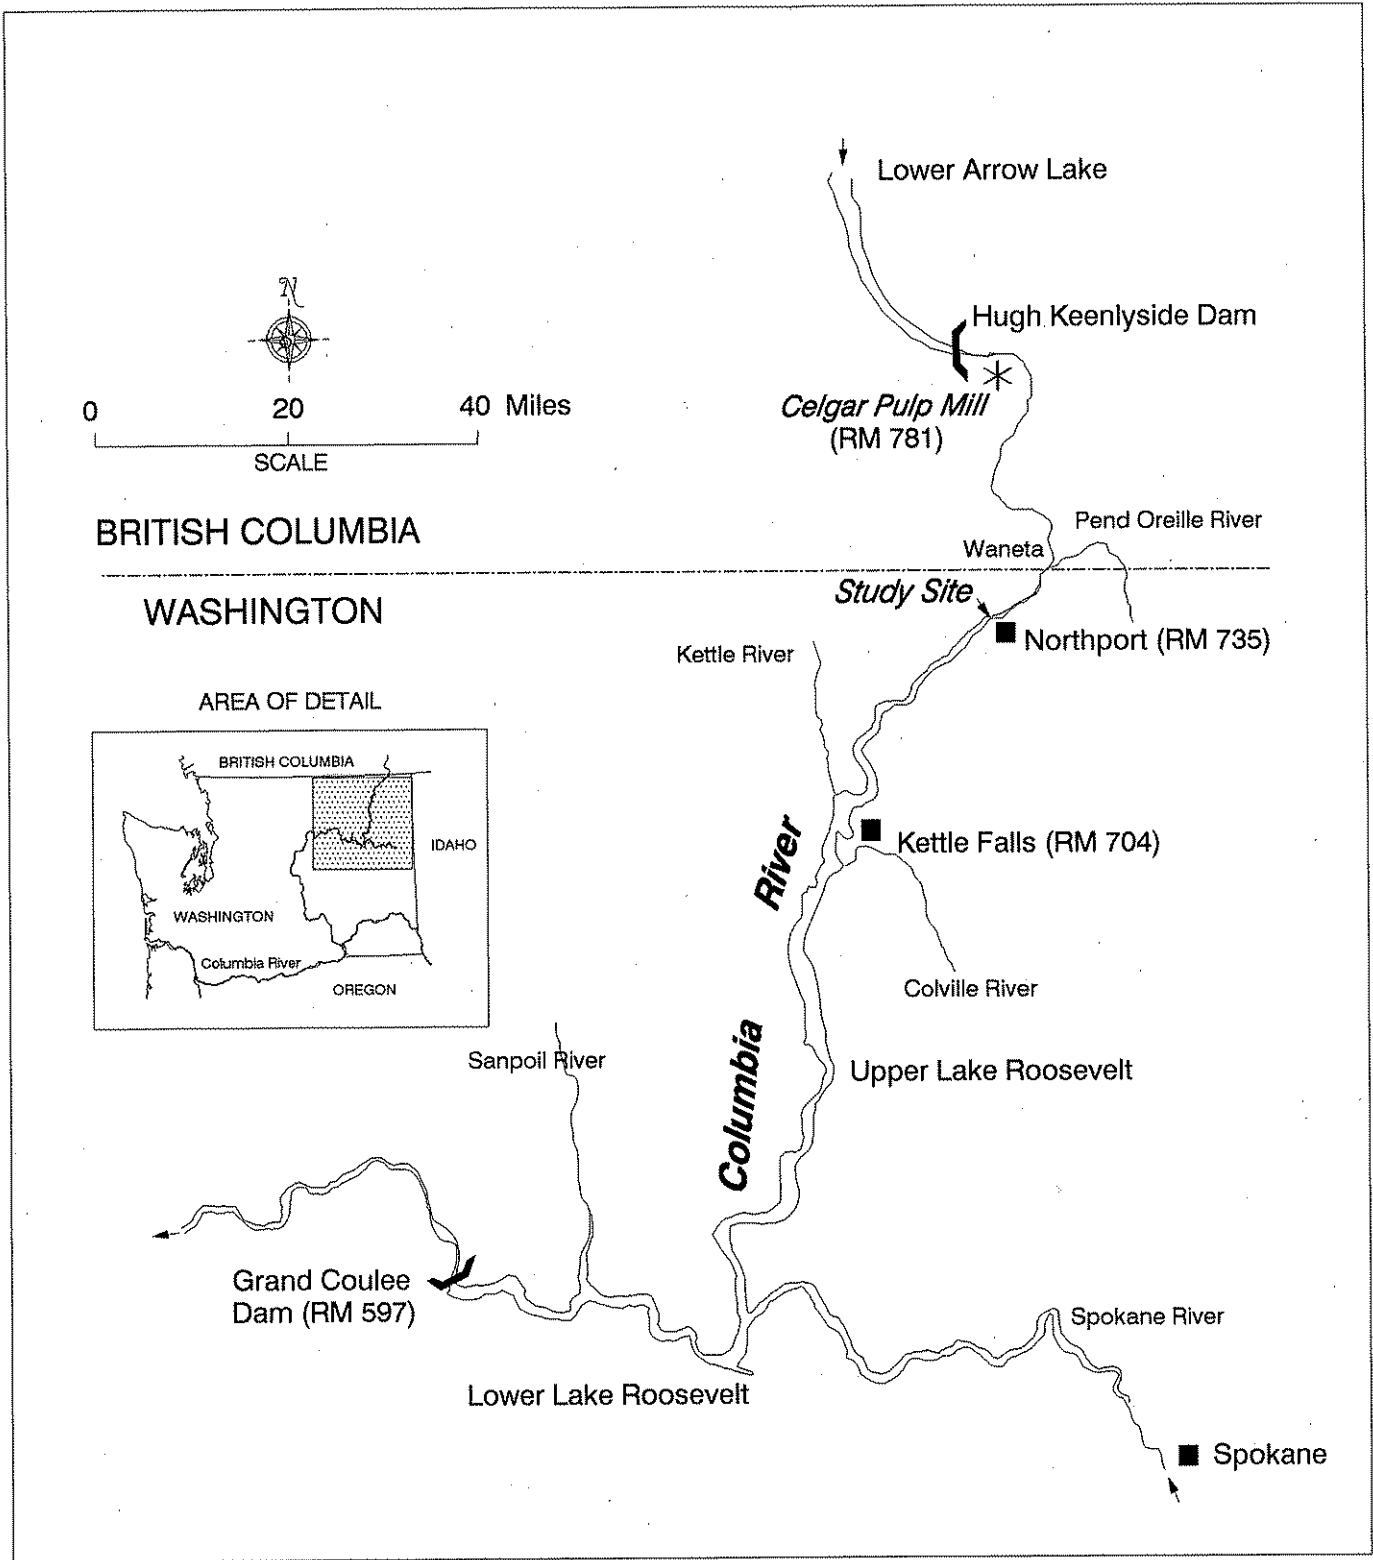 Lower Arrow Lake
N
Hugh Keenlyside Dam
0 20 40 Miles
SCALE
Celgar Pulp Mill
(RM 781)
BRITISH COLUMBIA
Pend Oreille River
Waneta
WASHINGTON
Study Site
Northport (RM 735)
Kettle River
AREA OF DETAIL
BRITISH COLUMBIA
IDAHO
WASHINGTON
Columbia River
OREGON
Kettle Falls (RM 704)
Columbia River
Colville River
Sanpoil River
Upper Lake Roosevelt
Grand Coulee
Dam (RM 597)
Spokane River
Lower Lake Roosevelt
Spokane